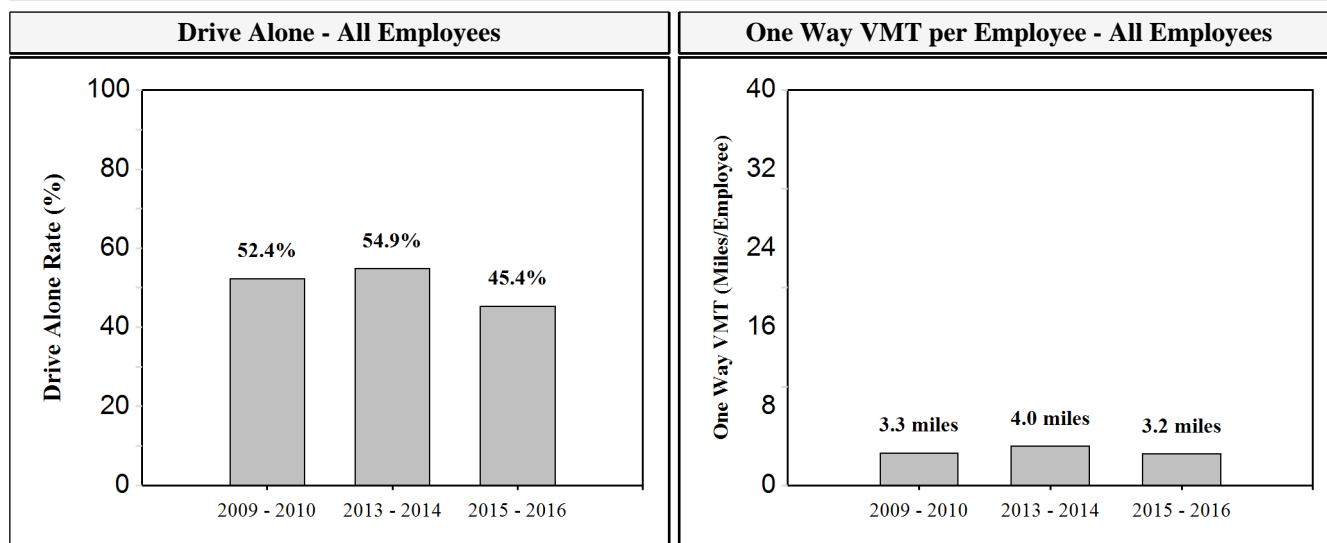 Drive Alone - All Employees
One Way VMT per Employee - All Employees
Drive Alone Rate (%)
100
80
60
40
20
0
52.4%
54.9%
45.4%
2009 - 2010
2013 - 2014
2015 - 2016
One Way VMT (Miles/Employee)
40
32
24
16
8
0
3.3 miles
4.0 miles
3.2 miles
2009 - 2010
2013 - 2014
2015 - 2016